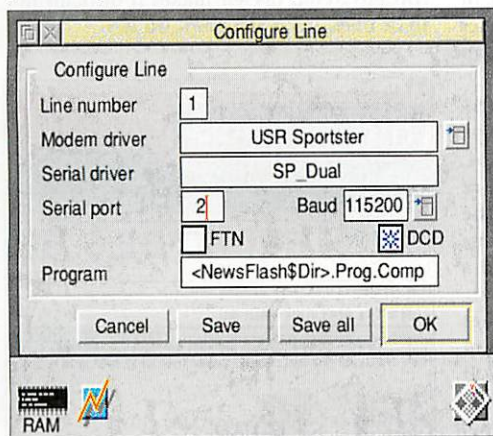 Configure Line
Configure Line
Line number 1
Modem driver USR Sportster
Serial driver SP_Dual
Serial port 2 Baud 115200
FTN DCD
Program <NewsFlash$Dir>.Prog.Comp
Cancel Save Save all OK
RAM